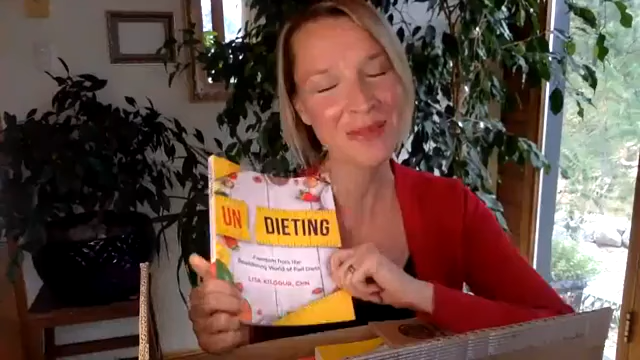 UN DIETING
Freedom from the
Bewildering World of Fad Diets
LISA KILGOUR, CHN